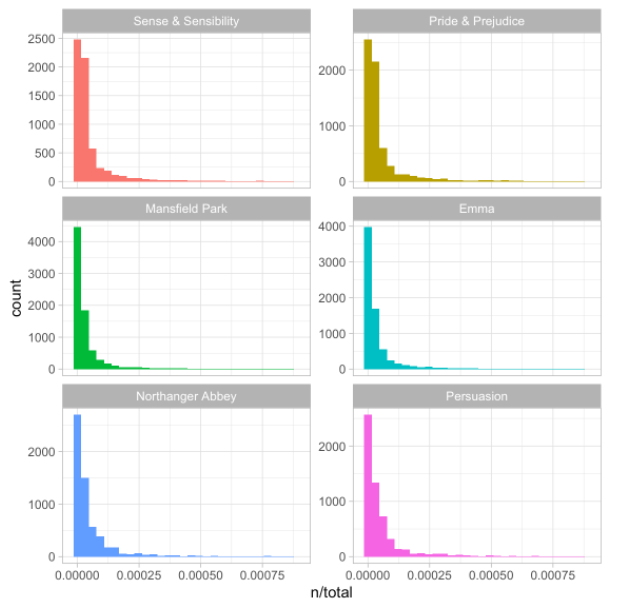 Sense & Sensibility
Pride & Prejudice
2500
2000
1500
1000
500
0
2000
1000
0
Mansfield Park
Emma
4000
3000
2000
1000
0
4000
3000
2000
1000
0
Northanger Abbey
Persuasion
2000
1000
0
2000
1000
0
0.00000 0.00025 0.00050 0.00075
0.00000 0.00025 0.00050 0.00075
count
n/total